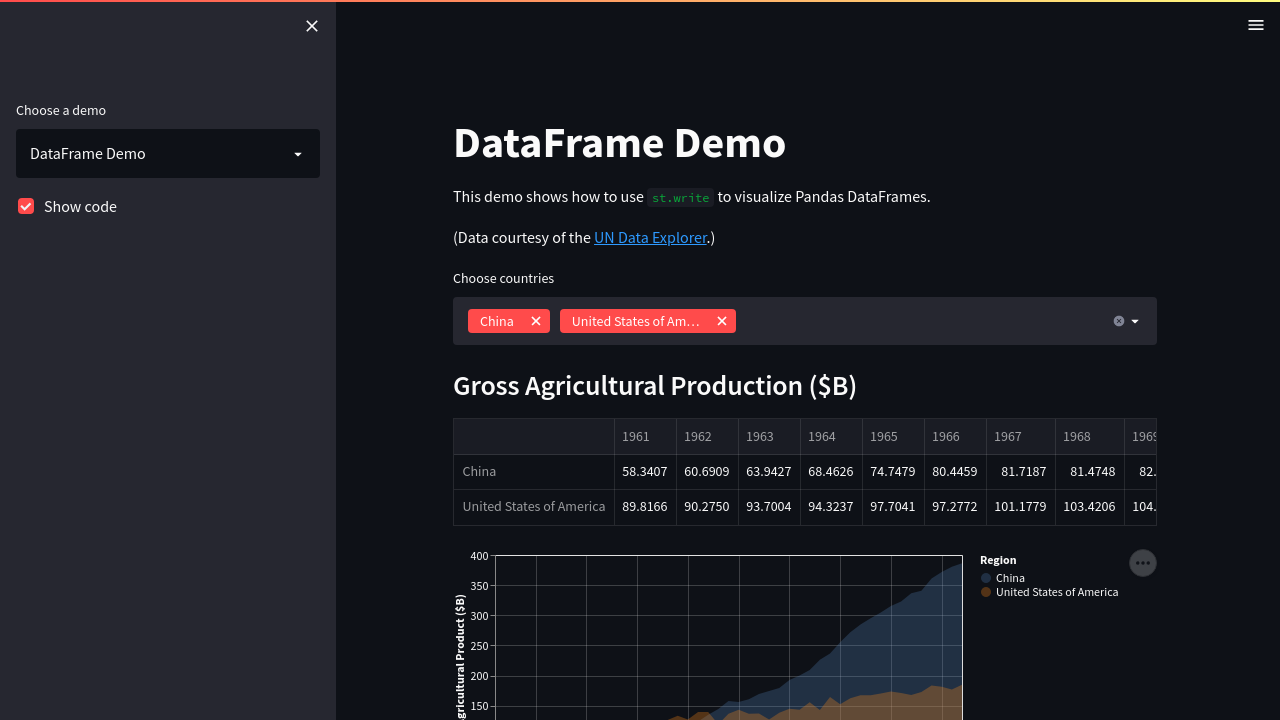 Choose a demo
DataFrame Demo
Show code
DataFrame Demo
This demo shows how to use st.write to visualize Pandas DataFrames.
(Data courtesy of the UN Data Explorer.)
Choose countries
China
United States of Am…
Gross Agricultural Production ($B)
1961 1962 1963 1964 1965 1966 1967 1968 1969
China 58.3407 60.6909 63.9427 68.4626 74.7479 80.4459 81.7187 81.4748 82.
United States of America 89.8166 90.2750 93.7004 94.3237 97.7041 97.2772 101.1779 103.4206 104.
400
350
300
250
200
150
gricultural Product ($B)
Region
China
United States of America